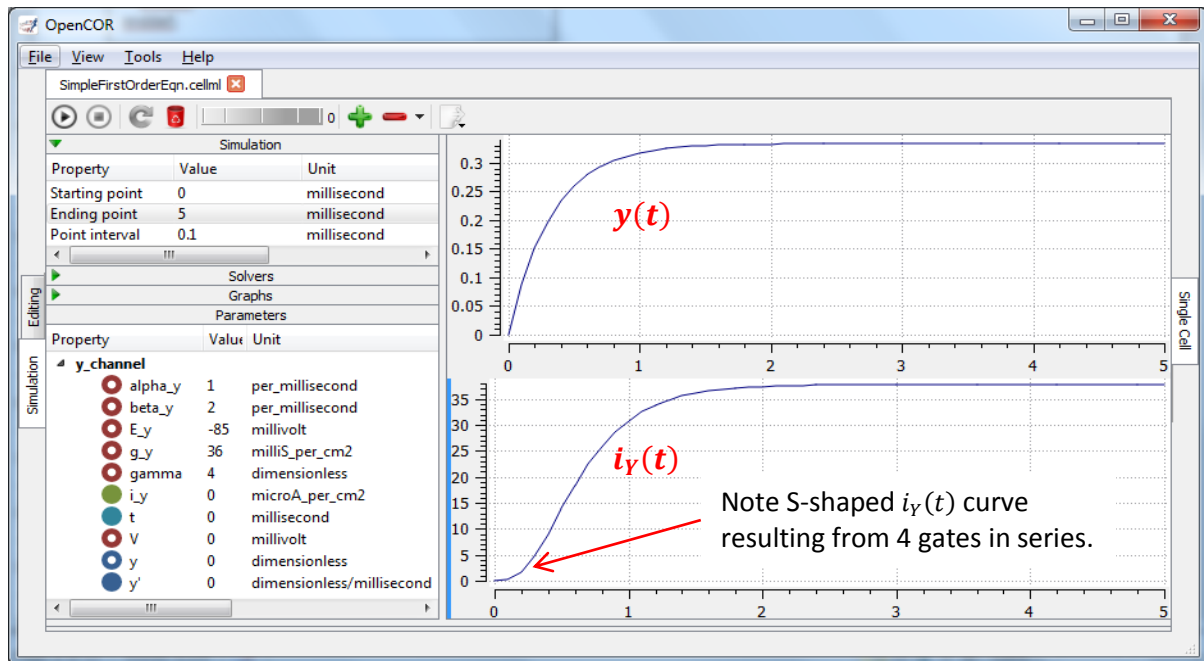 OpenCOR
File View Tools Help
SimpleFirstOrderEqn.cellml
0
Simulation
Property Value Unit
Starting point 0 millisecond
Ending point 5 millisecond
Point interval 0.1 millisecond
Solvers
Graphs
Parameters
Property Value Unit
y_channel
alpha_y 1 per_millisecond
beta_y 2 per_millisecond
E_y -85 millivolt
g_y 36 milliS_per_cm2
gamma 4 dimensionless
i_y 0 microA_per_cm2
t 0 millisecond
V 0 millivolt
y 0 dimensionless
y' 0 dimensionless/millisecond
Editing
Simulation
0.3
0.25
0.2
0.15
0.1
0.05
0
0 1 2 3 4 5
y(t)
35
30
25
20
15
10
5
0
0 1 2 3 4 5
i_Y(t)
Note S-shaped i_Y(t) curve
resulting from 4 gates in series.
Single Cell